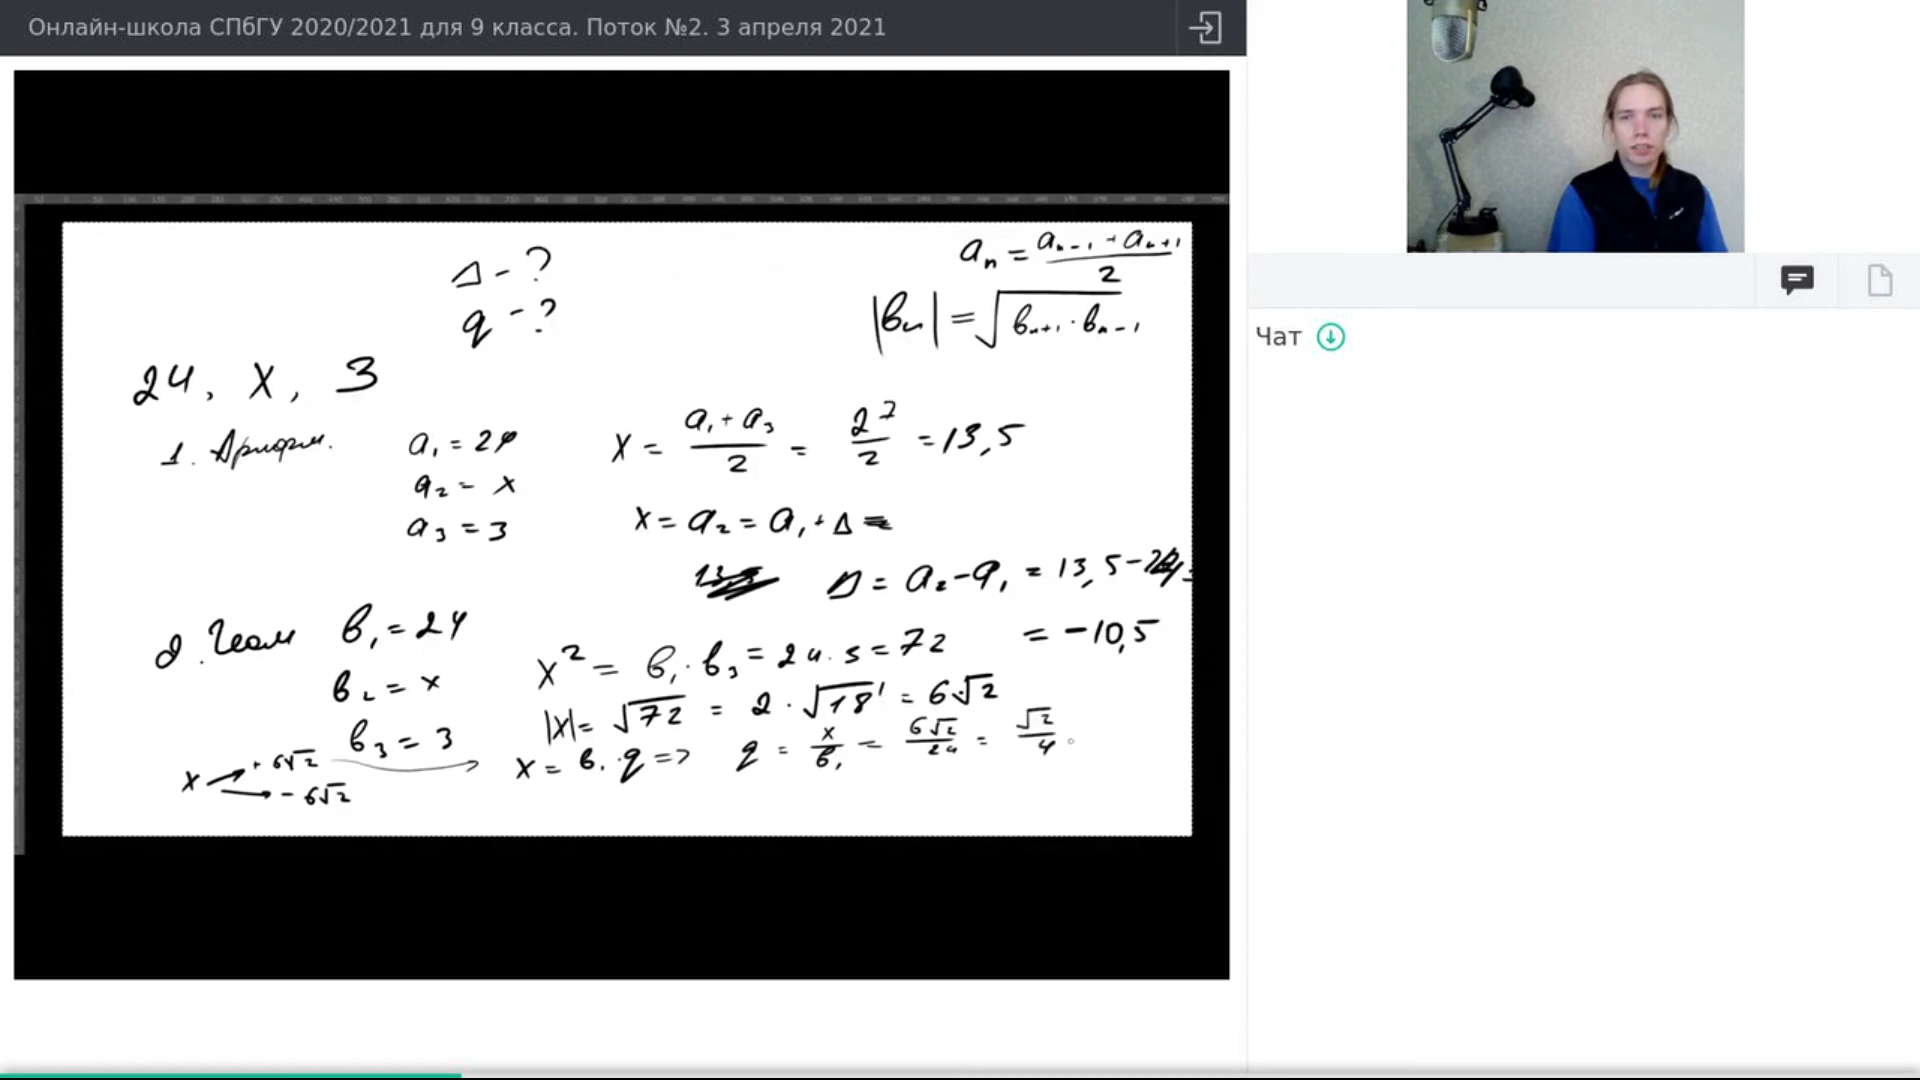 Онлайн-школа СПбГУ 2020/2021 для 9 класса. Поток №2. 3 апреля 2021
Чат
Δ - ?
q - ?
aₙ = (aₙ₋₁ + aₙ₊₁)/2
|bₙ| = √(bₙ₊₁ · bₙ₋₁)
24, x, 3
1. Арифм.
a₁ = 24
a₂ = x
a₃ = 3
x = (a₁ + a₃)/2 = 27/2 = 13,5
x = a₂ = a₁ + Δ
Δ = a₂ - a₁ = 13,5 - 24 =
= -10,5
2. Геом
b₁ = 24
b₂ = x
b₃ = 3
x² = b₁ · b₃ = 24 · 3 = 72
|x| = √72 = 2 · √18 = 6√2
x = b₁ · q => q = x/b₁ = 6√2/24 = √2/4
x
+ 6√2
- 6√2